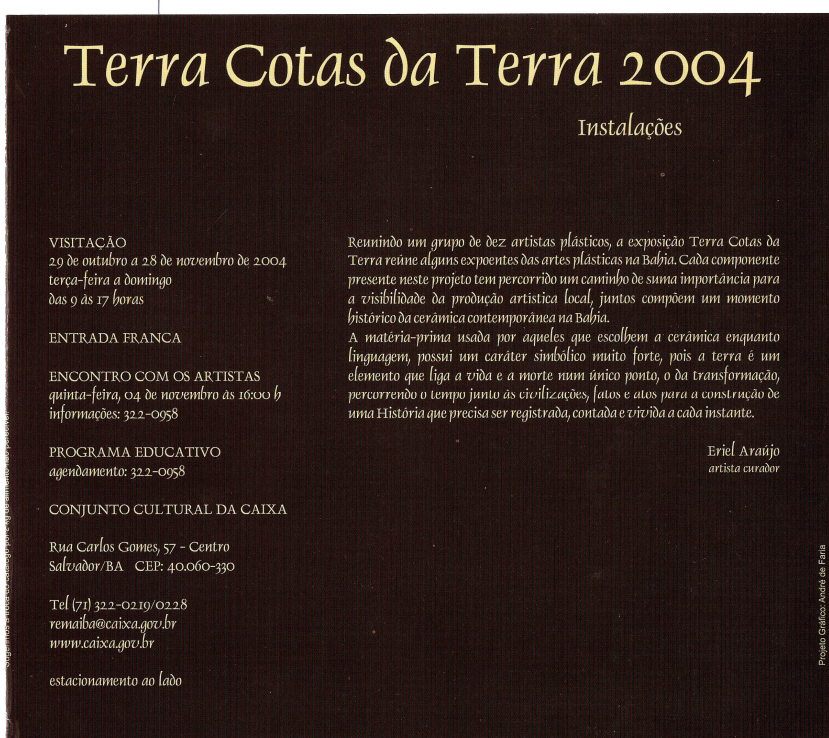 Terra Cotas da Terra 2004
Instalações
VISITAÇÃO
29 de outubro a 28 de novembro de 2004
terça-feira a domingo
das 9 às 17 horas
ENTRADA FRANCA
ENCONTRO COM OS ARTISTAS
quinta-feira, 04 de novembro às 16:00 h
informações: 322-0958
PROGRAMA EDUCATIVO
agendamento: 322-0958
CONJUNTO CULTURAL DA CAIXA
Rua Carlos Gomes, 57 - Centro
Salvador/BA CEP: 40.060-330
Tel (71) 322-0219/0228
remaiba@caixa.gov.br
www.caixa.gov.br
estacionamento ao lado
Reunindo um grupo de dez artistas plásticos, a exposição Terra Cotas da
Terra reúne alguns expoentes das artes plásticas na Bahia. Cada componente
presente neste projeto tem percorrido um caminho de suma importância para
a visibilidade da produção artística local, juntos compõem um momento
histórico da cerâmica contemporânea na Bahia.
A matéria-prima usada por aqueles que escolhem a cerâmica enquanto
linguagem, possui um caráter simbólico muito forte, pois a terra é um
elemento que liga a vida e a morte num único ponto, o da transformação,
percorrendo o tempo junto às civilizações, fatos e atos para a construção de
uma História que precisa ser registrada, contada e vivida a cada instante.
Eriel Araújo
artista curador
Projeto Gráfico: André de Faria